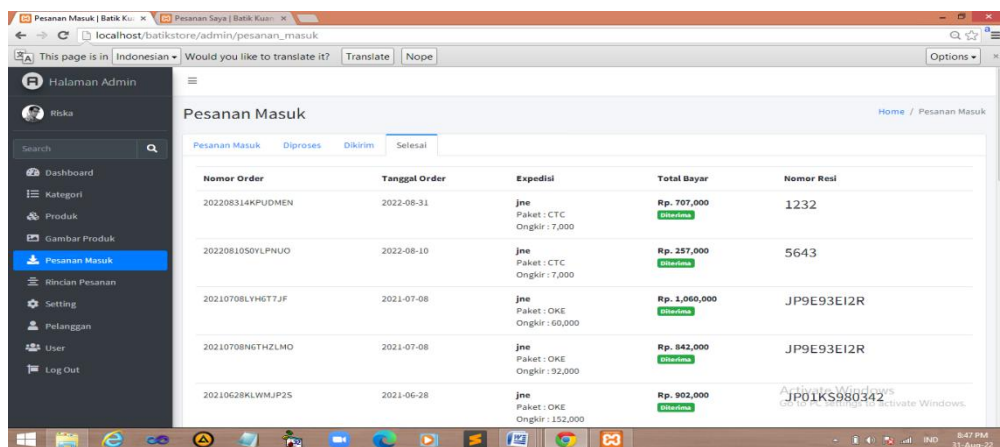 Pesanan Masuk | Batik Ku
Pesanan Saya | Batik Kuan
localhost/batikstore/admin/pesanan_masuk
This page is in Indonesian Would you like to translate it? Translate Nope Options
Halaman Admin
Riska
Pesanan Masuk
Home / Pesanan Masuk
Search
Pesanan Masuk Diproses Dikirim Selesai
Dashboard
Kategori
Produk
Gambar Produk
Pesanan Masuk
Rincian Pesanan
Setting
Pelanggan
User
Log Out
Nomor Order Tanggal Order Expedisi Total Bayar Nomor Resi
202208314KPUDMEN 2022-08-31 jne Rp. 707,000 1232
Paket : CTC Diterima
Ongkir : 7,000
20220810S0YLPNUO 2022-08-10 jne Rp. 257,000 5643
Paket : CTC Diterima
Ongkir : 7,000
20210708LYH6T7JF 2021-07-08 jne Rp. 1,060,000 JP9E93EI2R
Paket : OKE Diterima
Ongkir : 60,000
20210708N6THZLMO 2021-07-08 jne Rp. 842,000 JP9E93EI2R
Paket : OKE Diterima
Ongkir : 92,000
20210628KLWMJP2S 2021-06-28 jne Rp. 902,000 JP01KS980342
Paket : OKE Diterima
Ongkir : 152,000
Activate Windows
Go to PC settings to activate Windows.
IND
8:47 PM
31-Aug-22